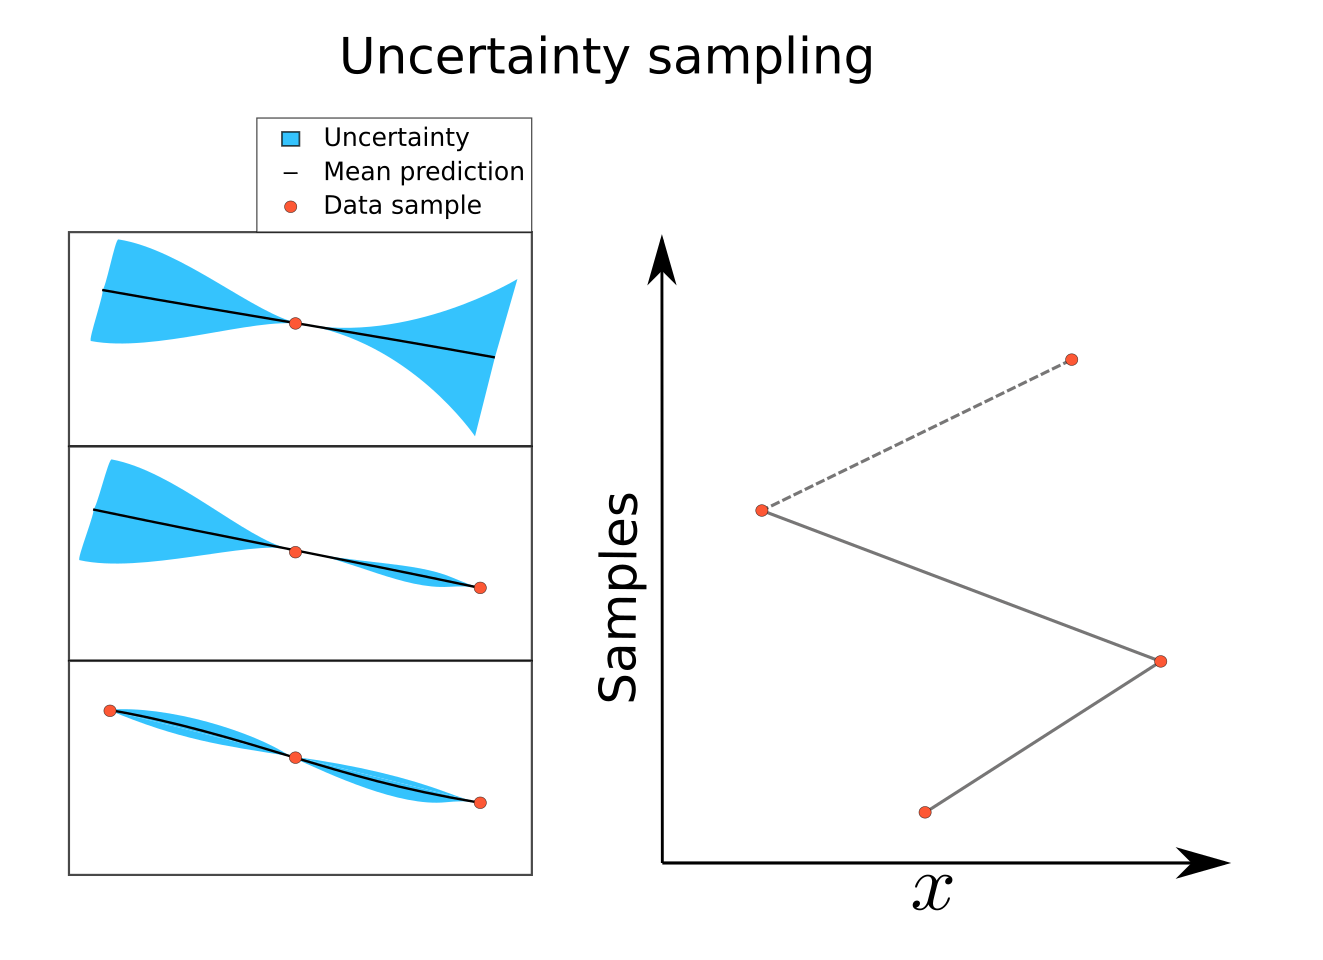 Uncertainty sampling
Uncertainty
Mean prediction
Data sample
Samples
x